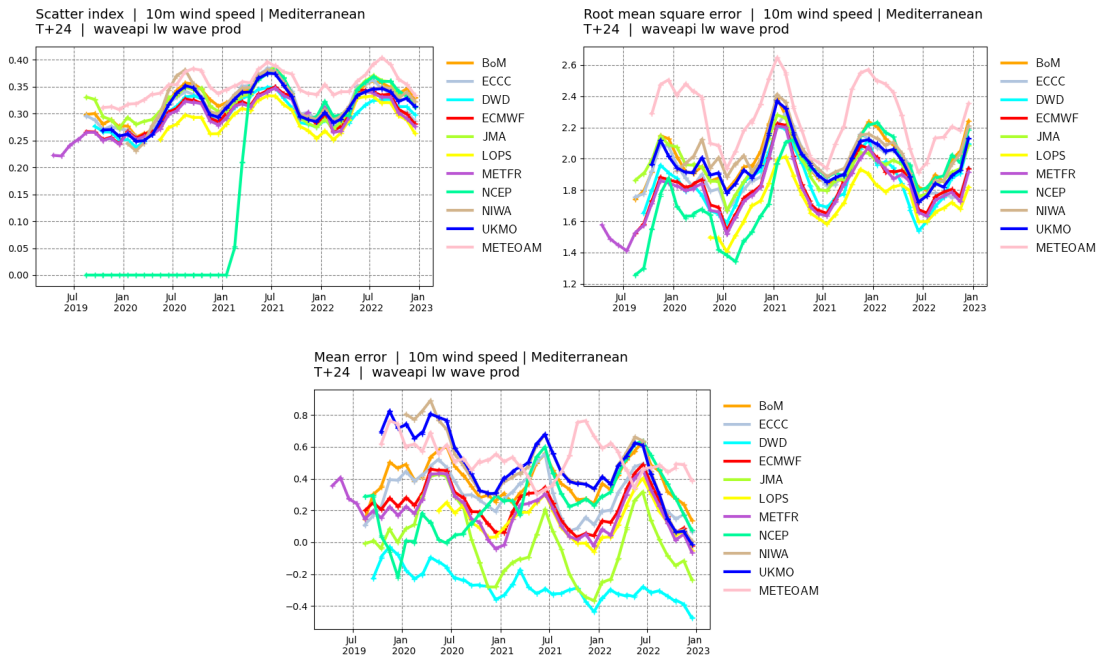 Scatter index | 10m wind speed | Mediterranean
T+24 | waveapi lw wave prod
0.40
0.35
0.30
0.25
0.20
0.15
0.10
0.05
0.00
Jul 2019
Jan 2020
Jul 2020
Jan 2021
Jul 2021
Jan 2022
Jul 2022
Jan 2023
BoM
ECCC
DWD
ECMWF
JMA
LOPS
METFR
NCEP
NIWA
UKMO
METEOAM
Root mean square error | 10m wind speed | Mediterranean
T+24 | waveapi lw wave prod
2.6
2.4
2.2
2.0
1.8
1.6
1.4
1.2
Jul 2019
Jan 2020
Jul 2020
Jan 2021
Jul 2021
Jan 2022
Jul 2022
Jan 2023
BoM
ECCC
DWD
ECMWF
JMA
LOPS
METFR
NCEP
NIWA
UKMO
METEOAM
Mean error | 10m wind speed | Mediterranean
T+24 | waveapi lw wave prod
0.8
0.6
0.4
0.2
0.0
−0.2
−0.4
Jul 2019
Jan 2020
Jul 2020
Jan 2021
Jul 2021
Jan 2022
Jul 2022
Jan 2023
BoM
ECCC
DWD
ECMWF
JMA
LOPS
METFR
NCEP
NIWA
UKMO
METEOAM